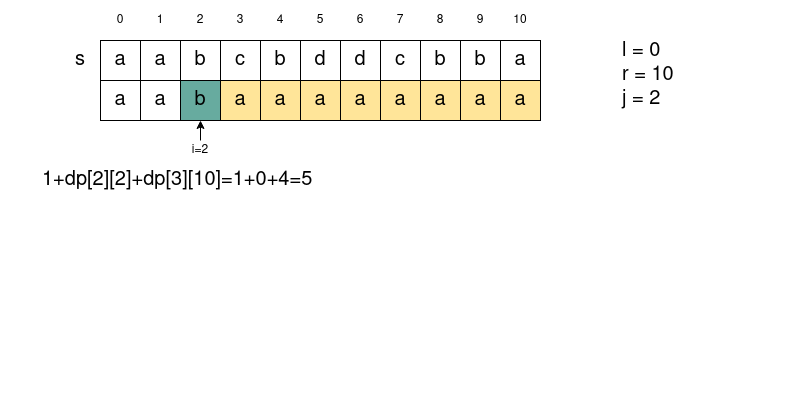 0 1 2 3 4 5 6 7 8 9 10
s a a b c b d d c b b a
a a b a a a a a a a a
i=2
1+dp[2][2]+dp[3][10]=1+0+4=5
l = 0
r = 10
j = 2